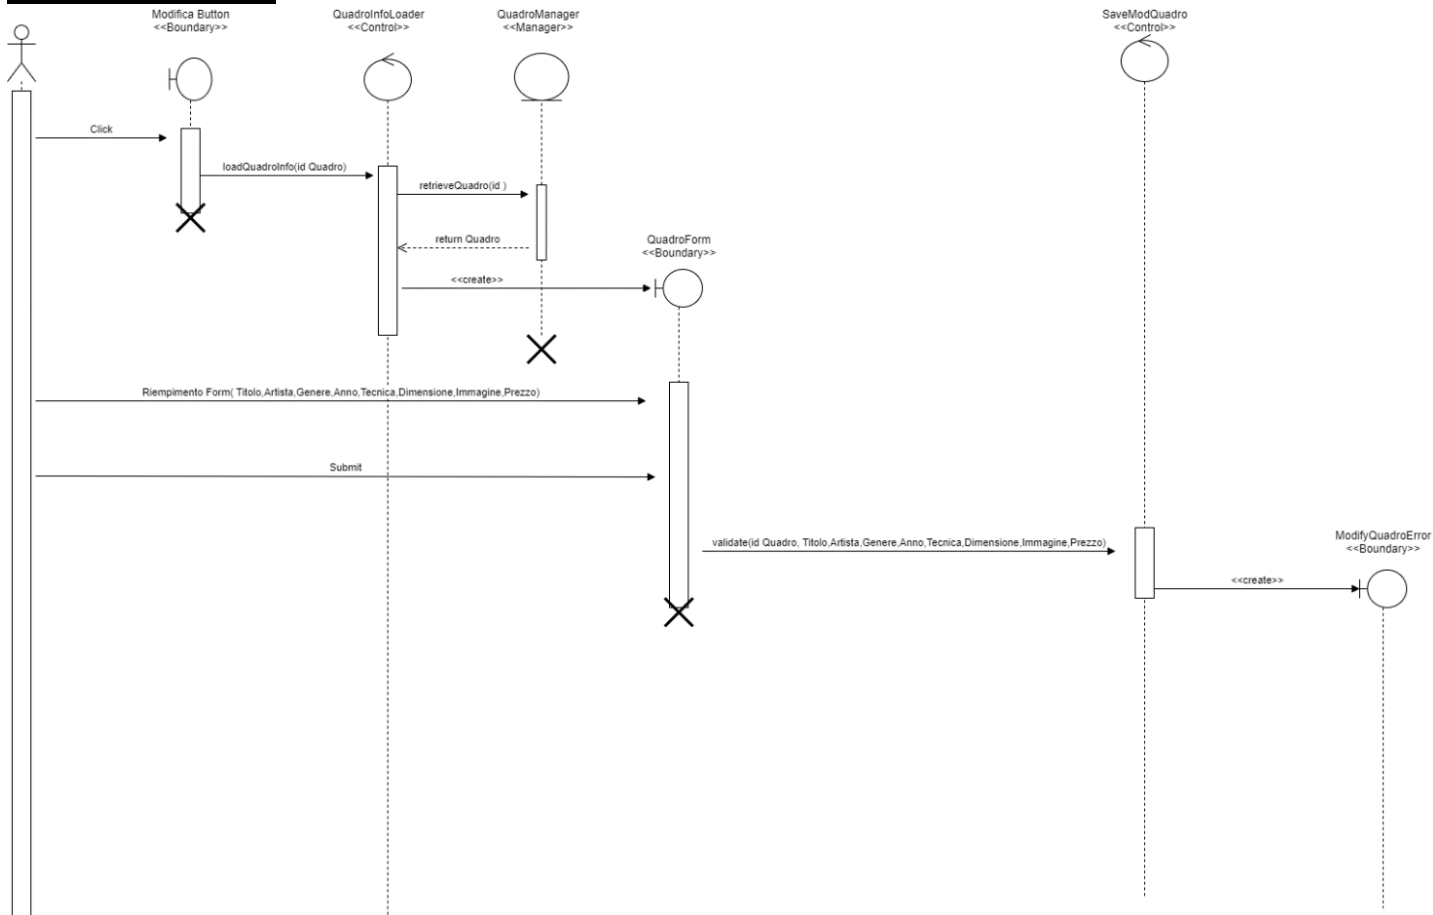 Modifica Button
<<Boundary>>
QuadroInfoLoader
<<Control>>
QuadroManager
<<Manager>>
SaveModQuadro
<<Control>>
Click
loadQuadroInfo(id Quadro)
retrieveQuadro(id )
return Quadro
QuadroForm
<<Boundary>>
<<create>>
Riempimento Form( Titolo,Artista,Genere,Anno,Tecnica,Dimensione,Immagine,Prezzo)
Submit
validate(id Quadro, Titolo,Artista,Genere,Anno,Tecnica,Dimensione,Immagine,Prezzo)
ModifyQuadroError
<<Boundary>>
<<create>>